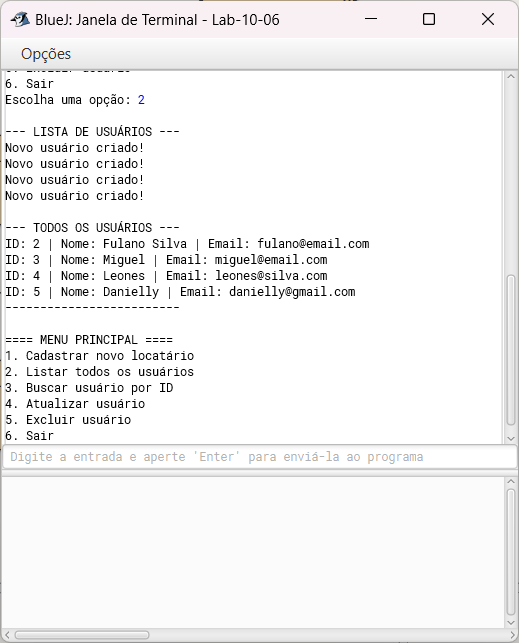 BlueJ: Janela de Terminal - Lab-10-06
Opções
6. Sair
Escolha uma opção: 2
--- LISTA DE USUÁRIOS ---
Novo usuário criado!
Novo usuário criado!
Novo usuário criado!
Novo usuário criado!
--- TODOS OS USUÁRIOS ---
ID: 2 | Nome: Fulano Silva | Email: fulano@email.com
ID: 3 | Nome: Miguel | Email: miguel@email.com
ID: 4 | Nome: Leones | Email: leones@silva.com
ID: 5 | Nome: Danielly | Email: danielly@gmail.com
-------------------------
==== MENU PRINCIPAL ====
1. Cadastrar novo locatário
2. Listar todos os usuários
3. Buscar usuário por ID
4. Atualizar usuário
5. Excluir usuário
6. Sair
Digite a entrada e aperte 'Enter' para enviá-la ao programa